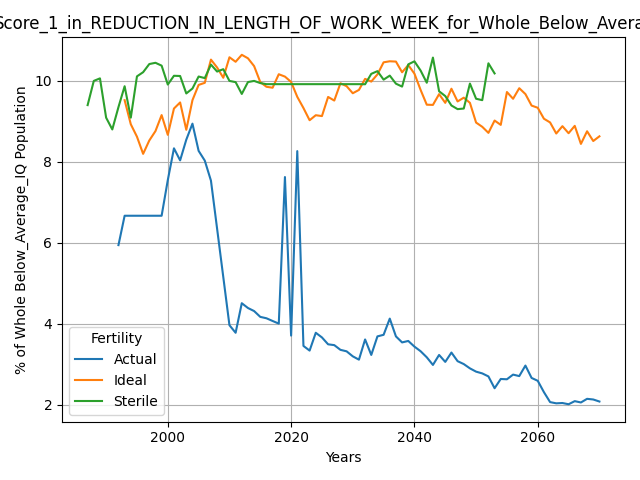 Score_1_in_REDUCTION_IN_LENGTH_OF_WORK_WEEK_for_Whole_Below_Avera
% of Whole Below_Average_IQ Population
10
8
6
4
2
Fertility
Actual
Ideal
Sterile
2000
2020
2040
2060
Years